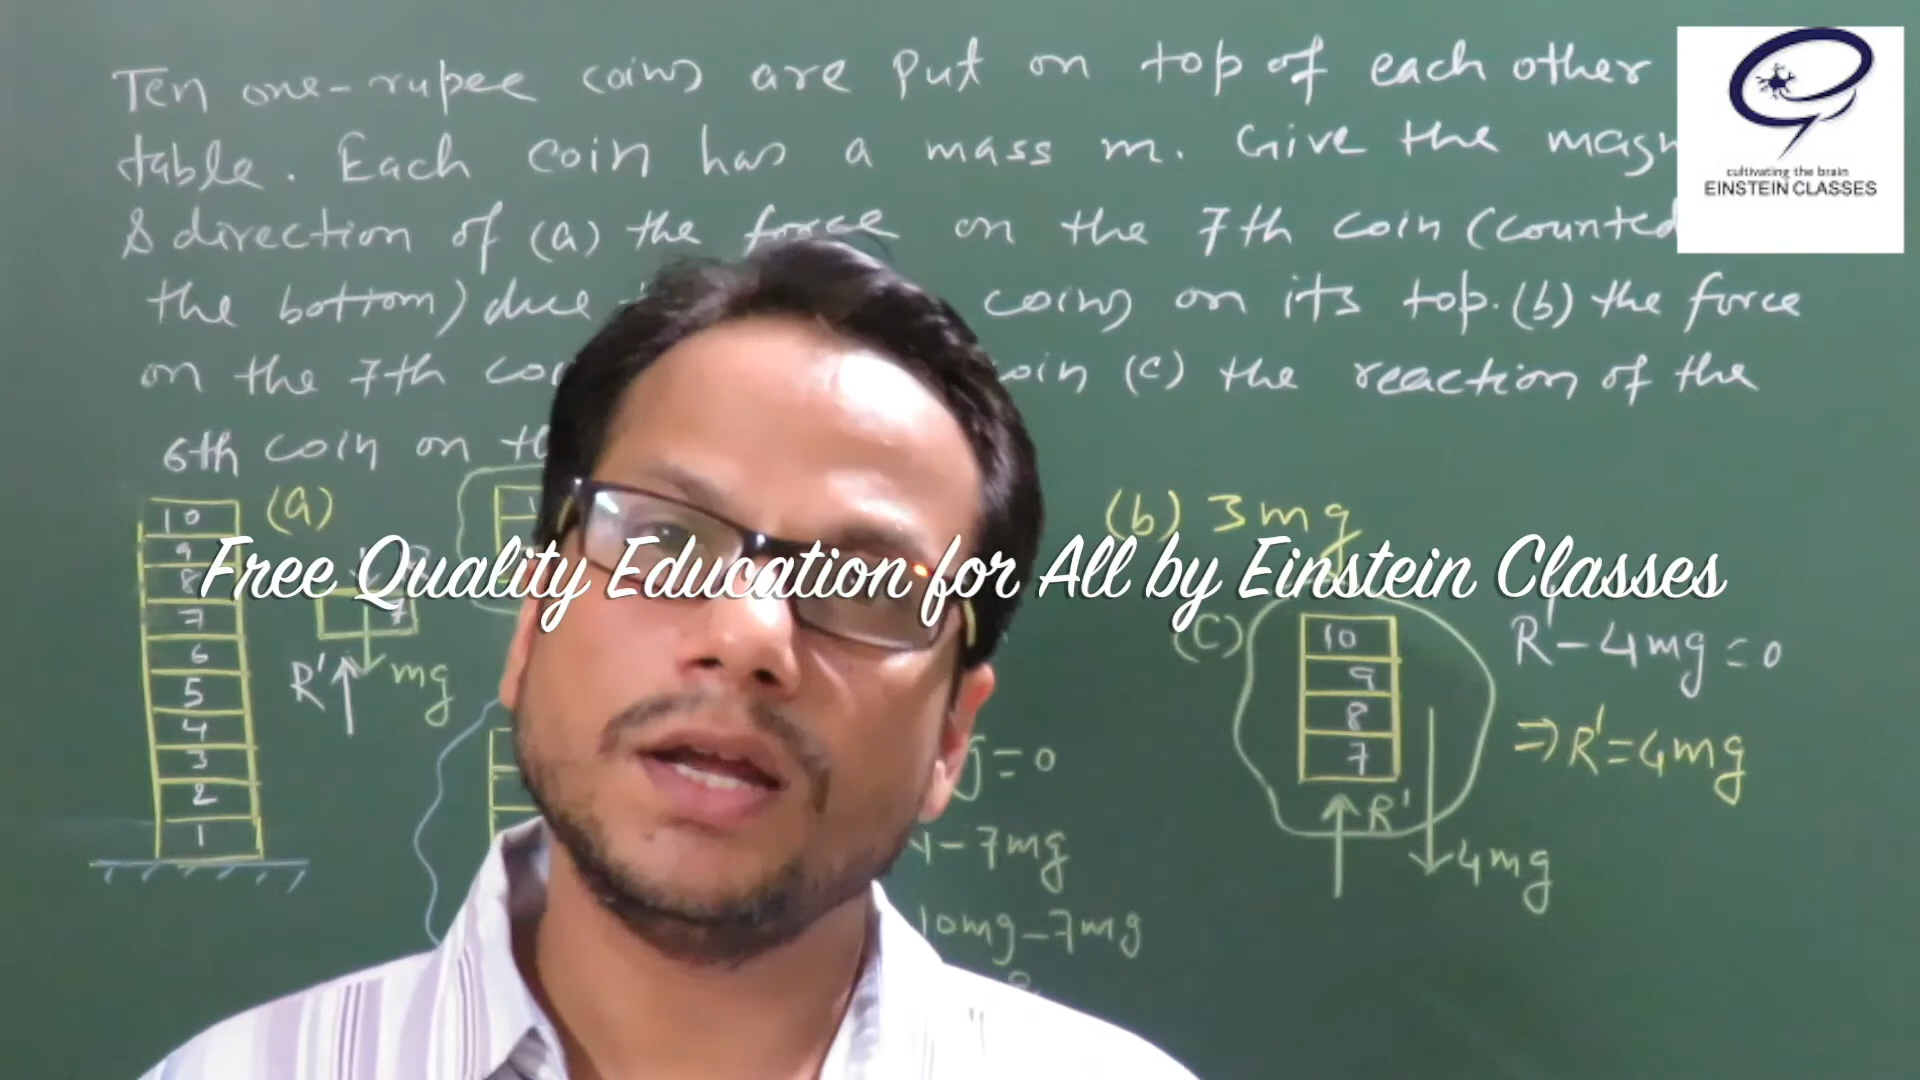 Ten one-rupee coins are put on top of each other
table. Each coin has a mass m. Give the magn
& direction of (a) the force on the 7th coin (counted
the bottom) due coins on its top. (b) the force
on the 7th coin (c) the reaction of the
6th coin on
cultivating the brain
EINSTEIN CLASSES
Free Quality Education for All by Einstein Classes
(a)
10
9
8
7
6
5
4
3
2
1
7
R'
mg
=0
-7mg
10mg-7mg
(b) 3mg
(C)
10
9
8
7
R'
4mg
R'-4mg=0
⇒R'=4mg